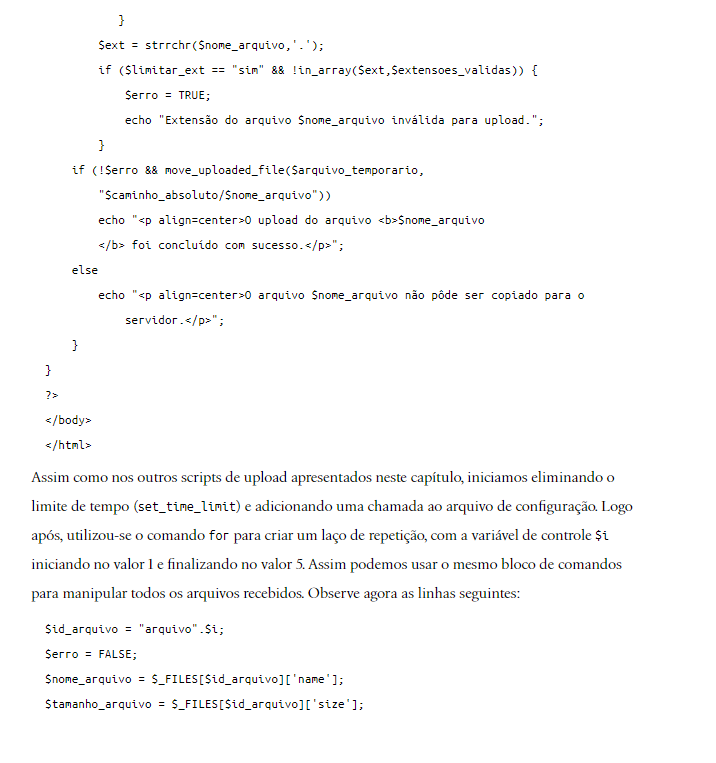 }
$ext = strrchr($nome_arquivo,'.');
if ($limitar_ext == "sim" && !in_array($ext,$extensoes_validas)) {
$erro = TRUE;
echo "Extensão do arquivo $nome_arquivo inválida para upload.";
}
if (!$erro && move_uploaded_file($arquivo_temporario,
"$caminho_absoluto/$nome_arquivo"))
echo "<p align=center>O upload do arquivo <b>$nome_arquivo
</b> foi concluído com sucesso.</p>";
else
echo "<p align=center>O arquivo $nome_arquivo não pôde ser copiado para o
servidor.</p>";
}
}
?>
</body>
</html>
Assim como nos outros scripts de upload apresentados neste capítulo, iniciamos eliminando o
limite de tempo (set_time_limit) e adicionando uma chamada ao arquivo de configuração. Logo
após, utilizou-se o comando for para criar um laço de repetição, com a variável de controle $i
iniciando no valor 1 e finalizando no valor 5. Assim podemos usar o mesmo bloco de comandos
para manipular todos os arquivos recebidos. Observe agora as linhas seguintes:
$id_arquivo = "arquivo".$i;
$erro = FALSE;
$nome_arquivo = $_FILES[$id_arquivo]['name'];
$tamanho_arquivo = $_FILES[$id_arquivo]['size'];